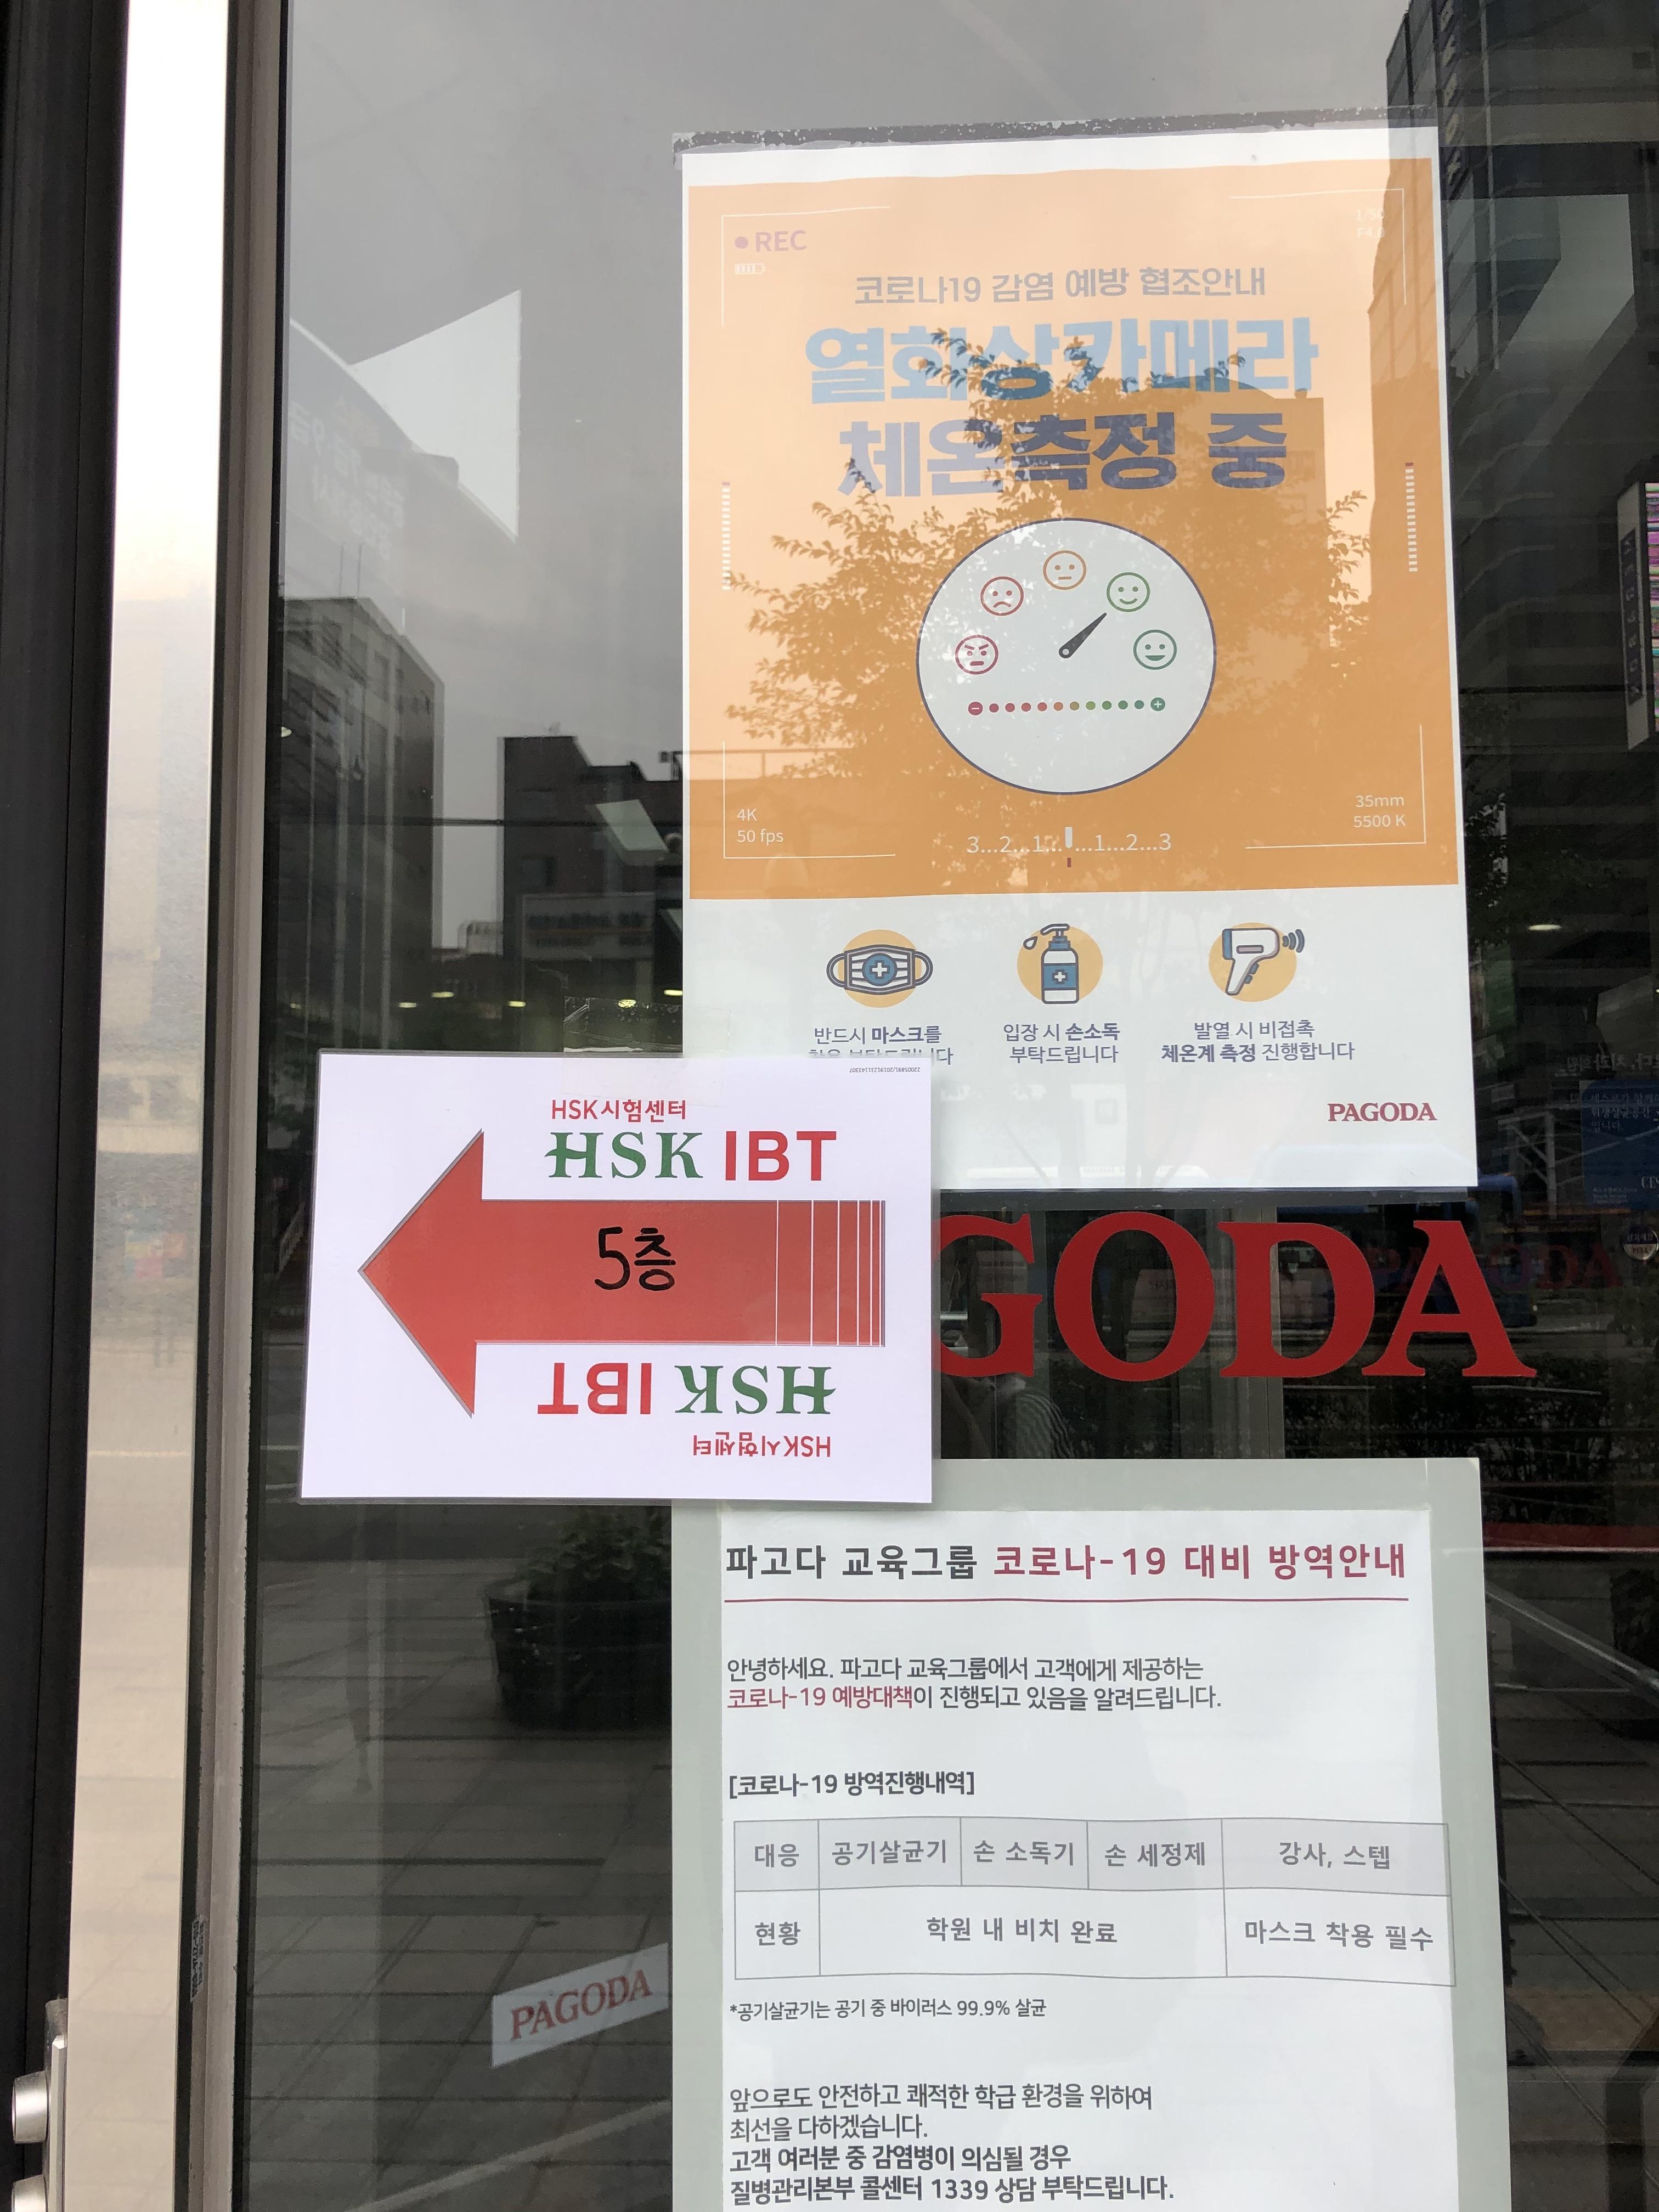 REC
1/50
F4.0
코로나19 감염 예방 협조안내
열화상카메라
체온측정 중
4K
50 fps
35mm
5500 K
3...2...1... ...1...2...3
반드시 마스크를
착용 부탁드립니다
입장 시 손소독
부탁드립니다
발열 시 비접촉
체온계 측정 진행합니다
PAGODA
HSK시험센터
HSK IBT
5층
HSK IBT
HSK시험센터
GODA
파고다 교육그룹 코로나-19 대비 방역안내
안녕하세요. 파고다 교육그룹에서 고객에게 제공하는
코로나-19 예방대책이 진행되고 있음을 알려드립니다.
[코로나-19 방역진행내역]
대응 공기살균기 손 소독기 손 세정제 강사, 스텝
현황 학원 내 비치 완료 마스크 착용 필수
*공기살균기는 공기 중 바이러스 99.9% 살균
PAGODA
앞으로도 안전하고 쾌적한 학급 환경을 위하여
최선을 다하겠습니다.
고객 여러분 중 감염병이 의심될 경우
질병관리본부 콜센터 1339 상담 부탁드립니다.